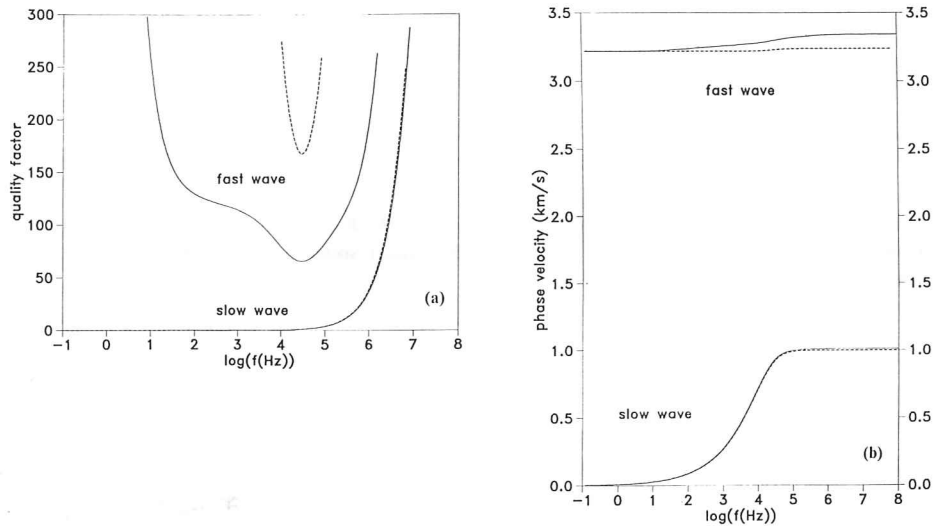 300
250
200
150
100
50
0
quality factor
fast wave
slow wave
(a)
-1 0 1 2 3 4 5 6 7 8
log(f(Hz))
3.5
3.0
2.5
2.0
1.5
1.0
0.5
0.0
phase velocity (km/s)
fast wave
slow wave
(b)
3.5
3.0
2.5
2.0
1.5
1.0
0.5
0.0
-1 0 1 2 3 4 5 6 7 8
log(f(Hz))